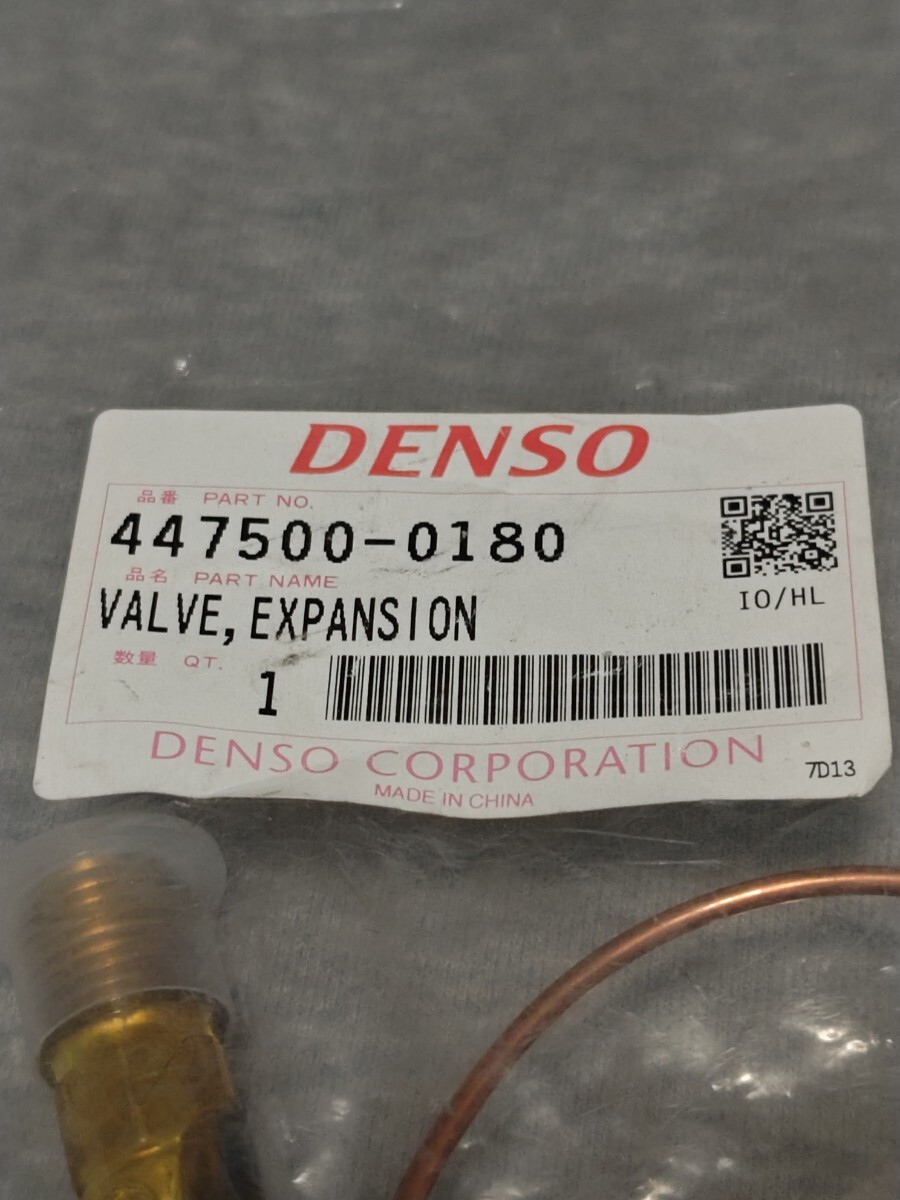 DENSO
品番 PART NO.
447500-0180
品名 PART NAME
VALVE, EXPANSION
IO/HL
数量 QT.
1
DENSO CORPORATION
7D13
MADE IN CHINA